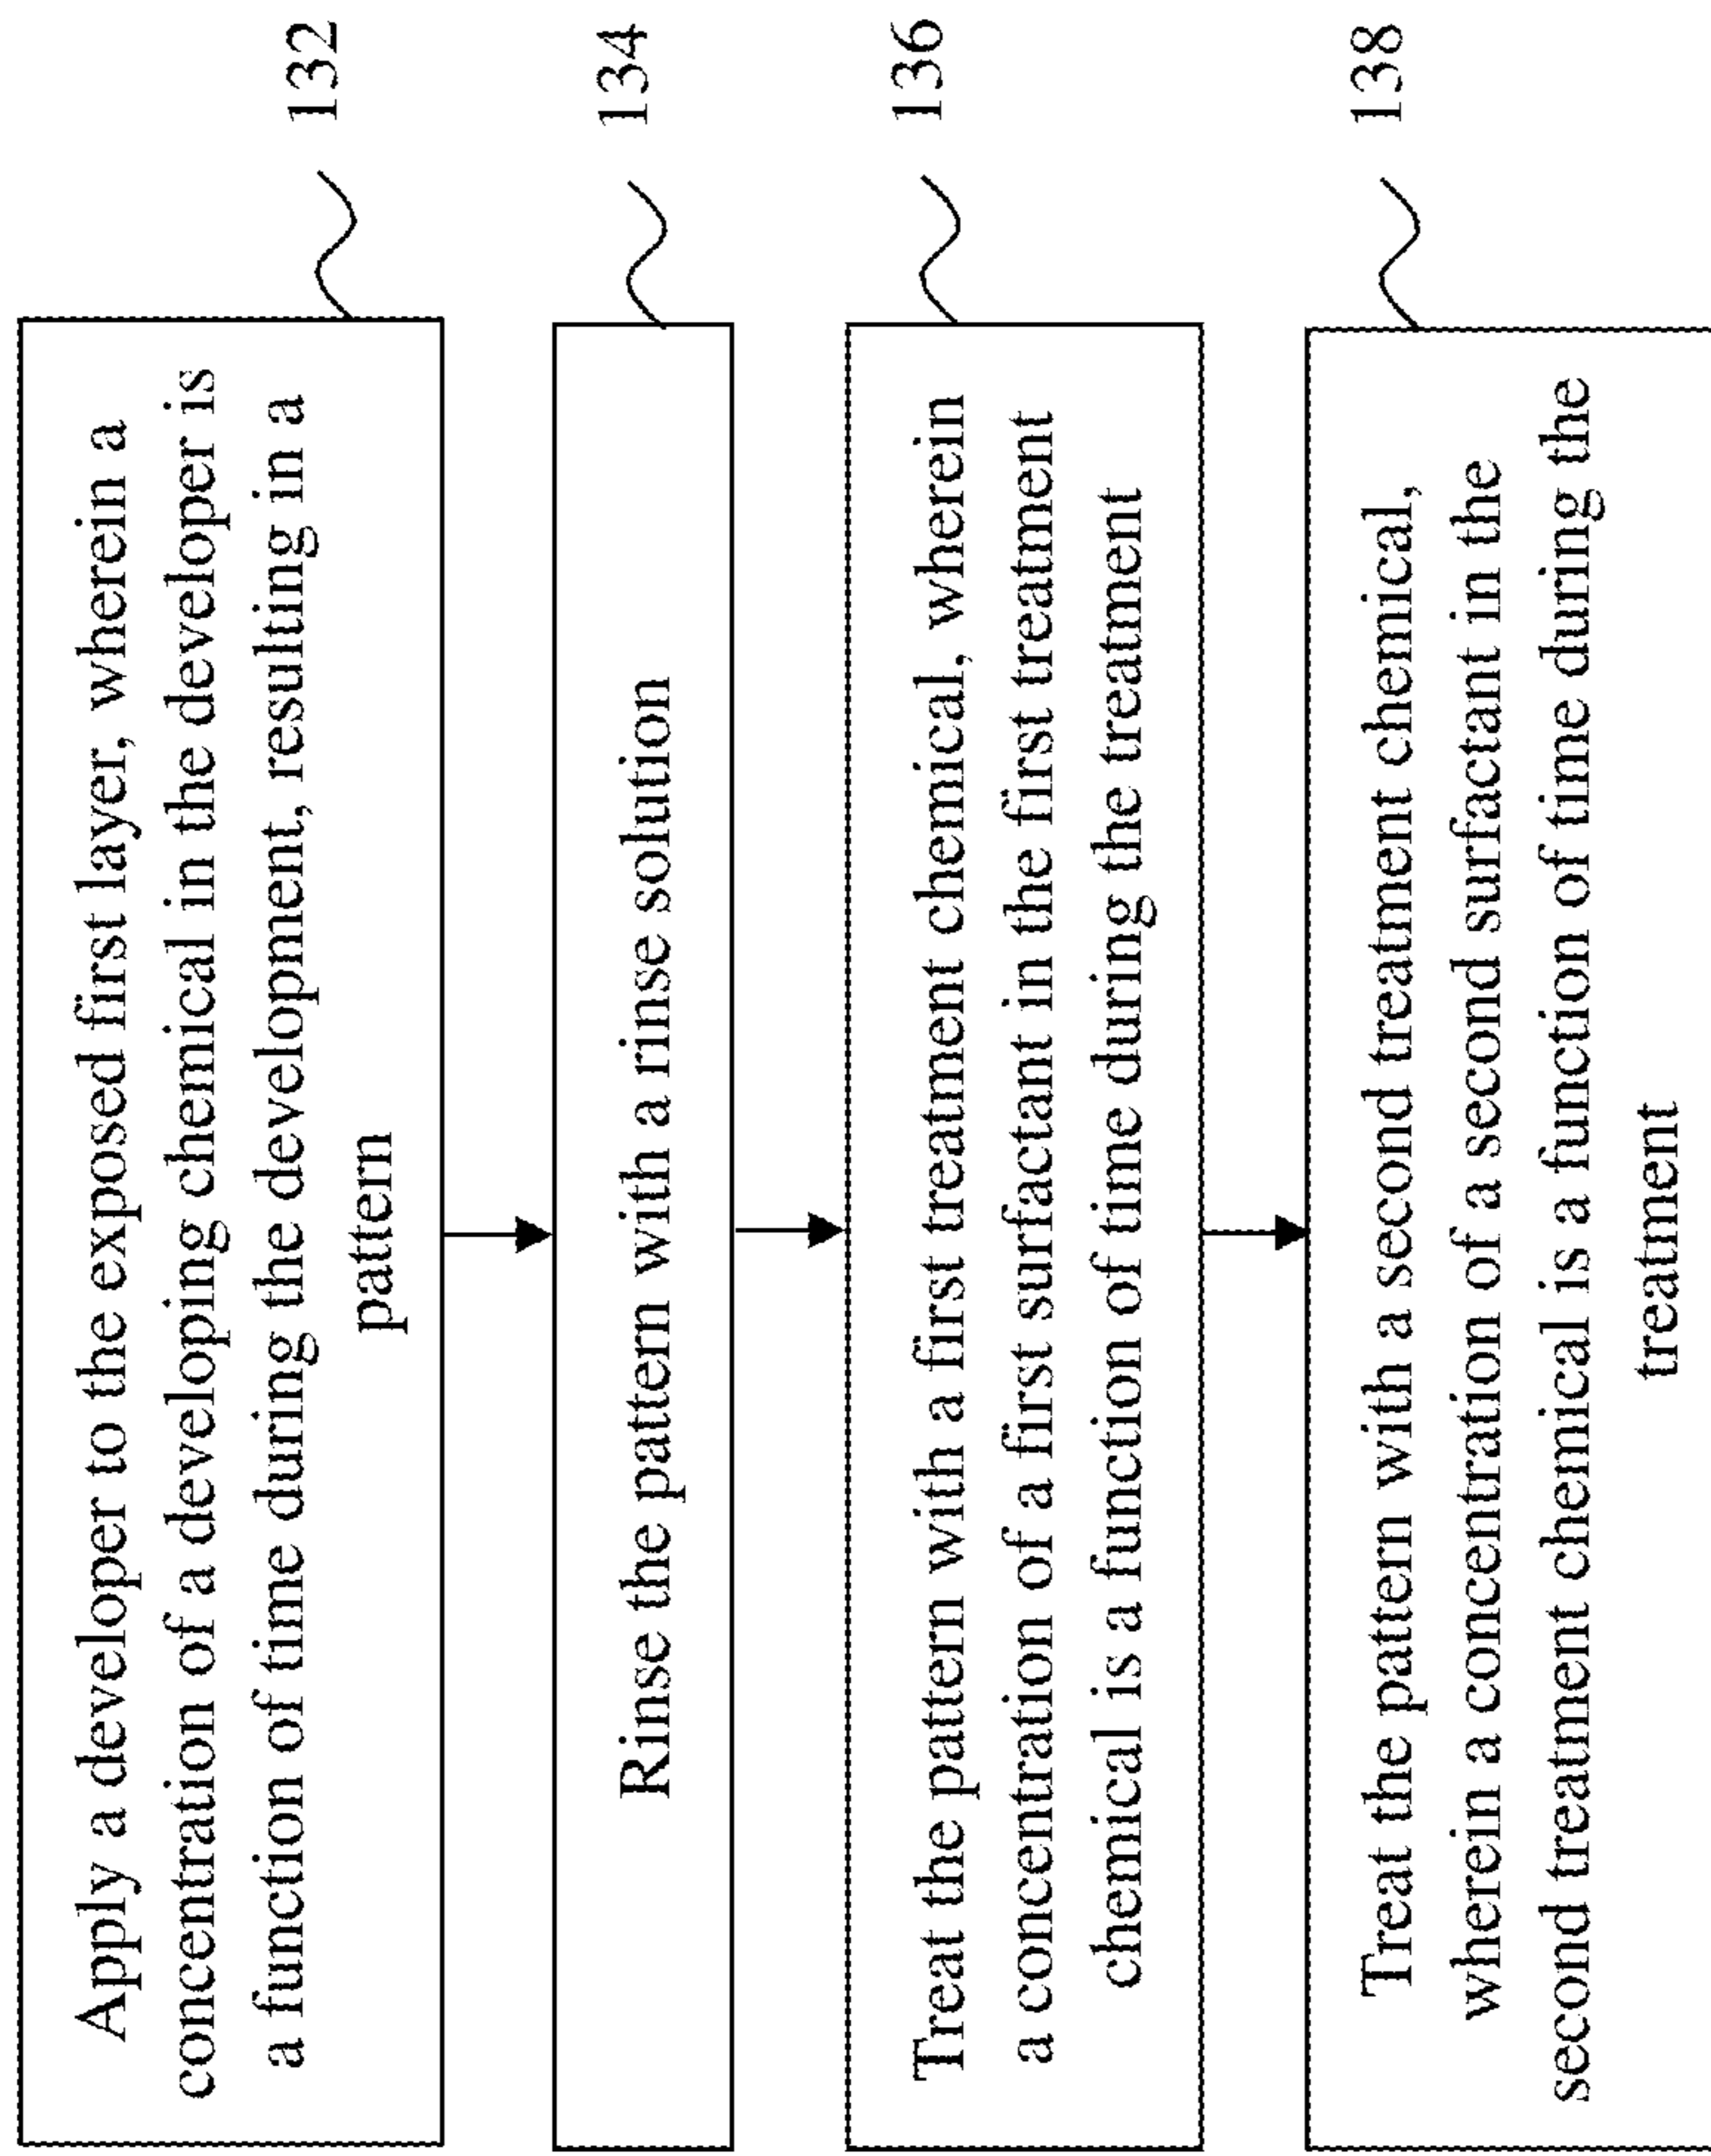 Apply a developer to the exposed first layer, wherein a
concentration of a developing chemical in the developer is
a function of time during the development, resulting in a
pattern
132
Rinse the pattern with a rinse solution
134
Treat the pattern with a first treatment chemical, wherein
a concentration of a first surfactant in the first treatment
chemical is a function of time during the treatment
136
Treat the pattern with a second treatment chemical,
wherein a concentration of a second surfactant in the
second treatment chemical is a function of time during the
treatment
138